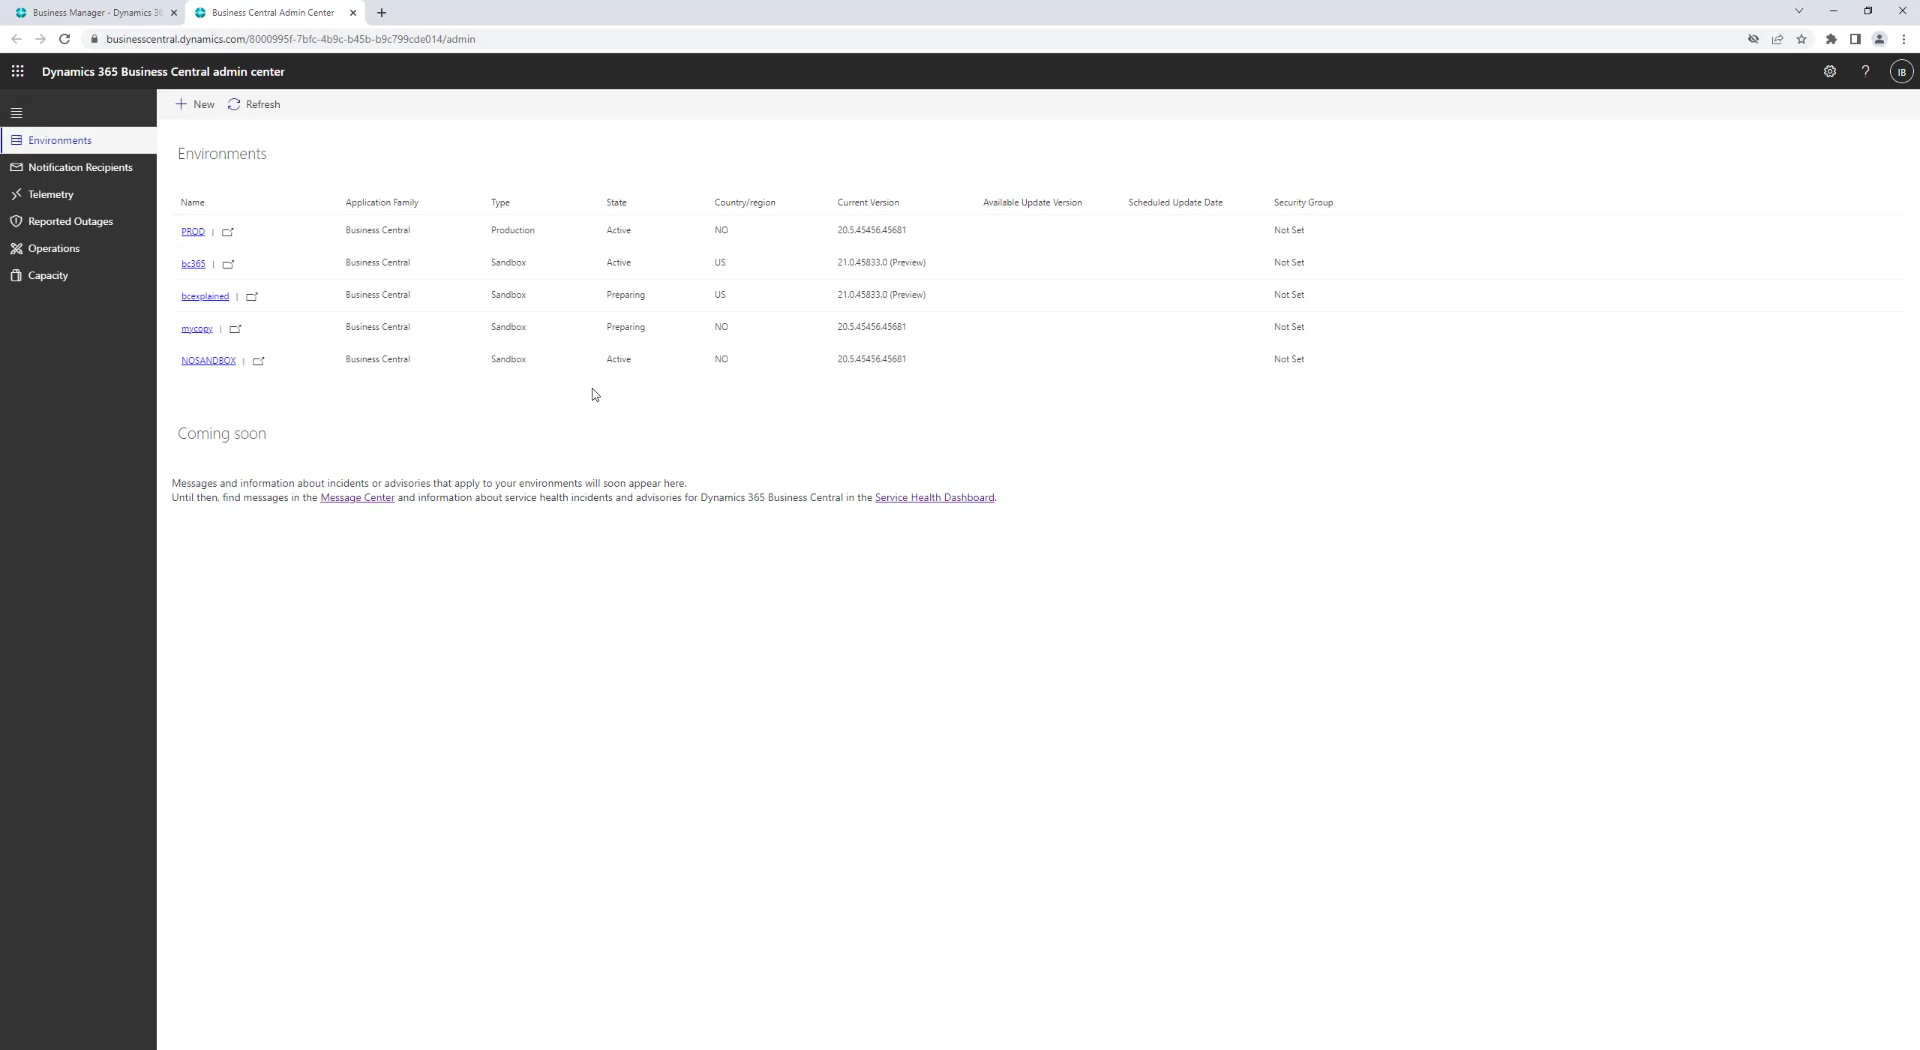 Business Manager - Dynamics 36
Business Central Admin Center
businesscentral.dynamics.com/8000995f-7bfc-4b9c-b45b-b9c799cde014/admin
Dynamics 365 Business Central admin center
?
IB
New Refresh
Environments
Notification Recipients
Telemetry
Reported Outages
Operations
Capacity
Environments
Name Application Family Type State Country/region Current Version Available Update Version Scheduled Update Date Security Group
PROD | Business Central Production Active NO 20.5.45456.45681 Not Set
bc365 | Business Central Sandbox Active US 21.0.45833.0 (Preview) Not Set
bcexplained | Business Central Sandbox Preparing US 21.0.45833.0 (Preview) Not Set
mycopy | Business Central Sandbox Preparing NO 20.5.45456.45681 Not Set
NOSANDBOX | Business Central Sandbox Active NO 20.5.45456.45681 Not Set
Coming soon
Messages and information about incidents or advisories that apply to your environments will soon appear here.
Until then, find messages in the Message Center and information about service health incidents and advisories for Dynamics 365 Business Central in the Service Health Dashboard.